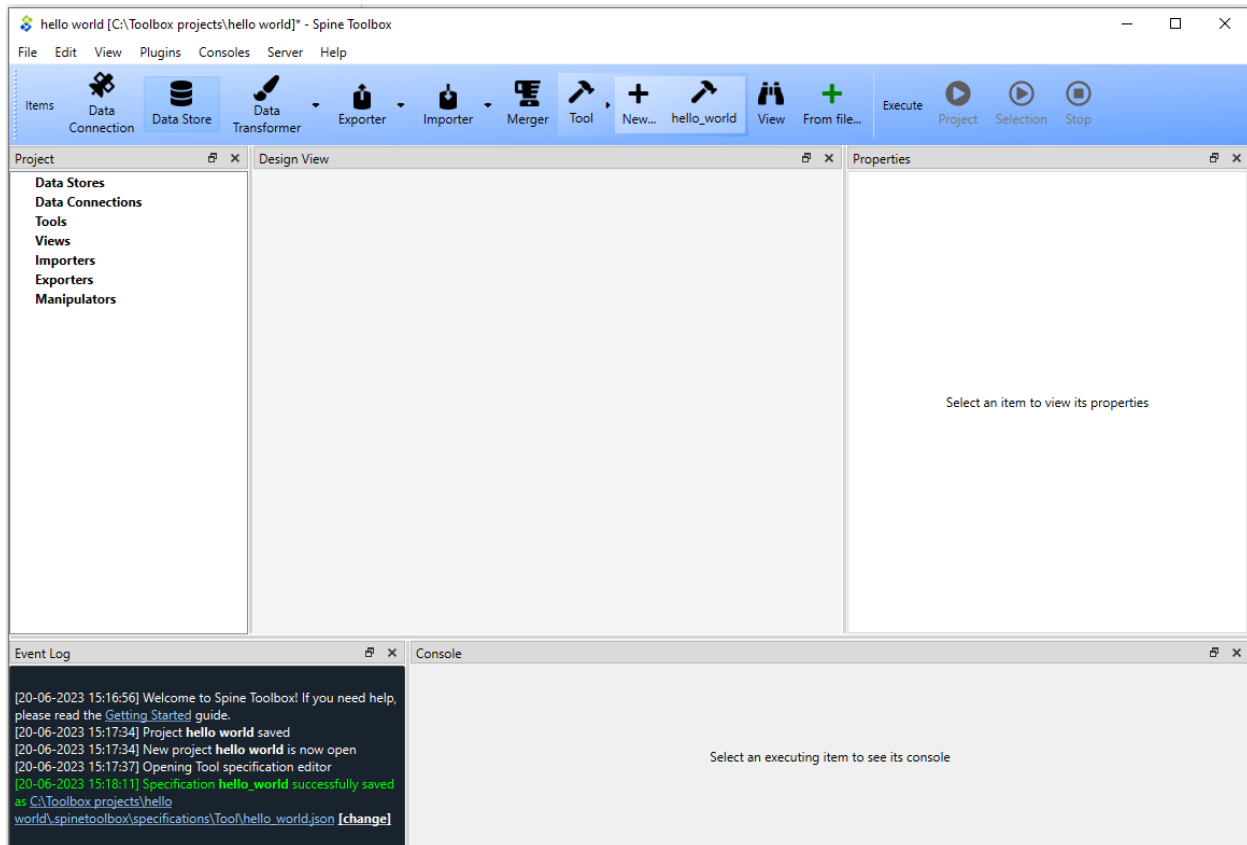 hello world [C:\Toolbox projects\hello world]* - Spine Toolbox
File Edit View Plugins Consoles Server Help
Items
Data
Connection
Data Store
Data
Transformer
Exporter
Importer
Merger
Tool
New...
hello_world
View
From file...
Execute
Project
Selection
Stop
Project
Data Stores
Data Connections
Tools
Views
Importers
Exporters
Manipulators
Design View
Properties
Select an item to view its properties
Event Log
[20-06-2023 15:16:56] Welcome to Spine Toolbox! If you need help,
please read the Getting Started guide.
[20-06-2023 15:17:34] Project hello world saved
[20-06-2023 15:17:34] New project hello world is now open
[20-06-2023 15:17:37] Opening Tool specification editor
[20-06-2023 15:18:11] Specification hello_world successfully saved
as C:\Toolbox projects\hello
world\.spinetoolbox\specifications\Tool\hello_world.json [change]
Console
Select an executing item to see its console